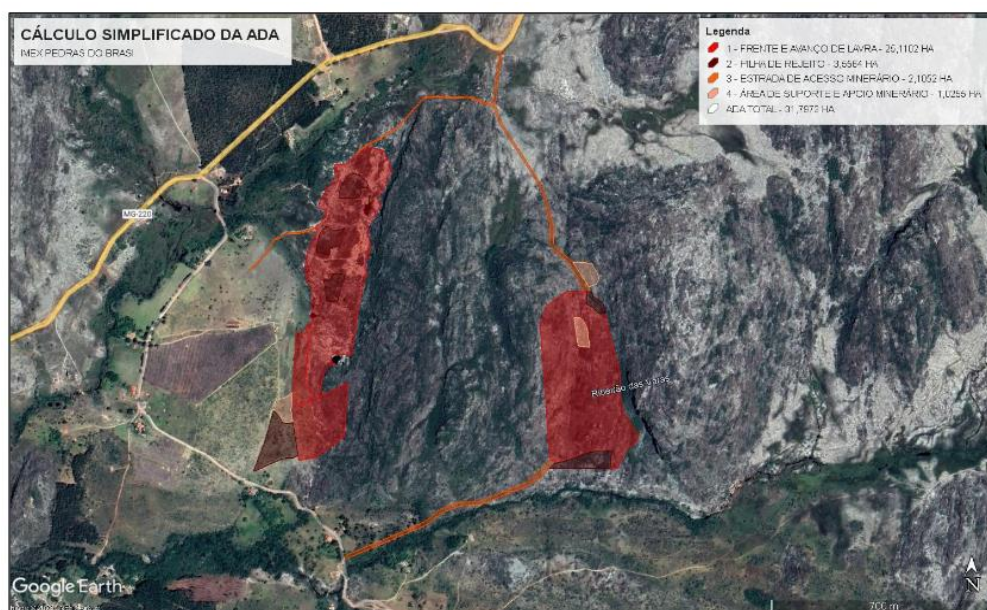 CÁLCULO SIMPLIFICADO DA ADA
IMEX PEDRAS DO BRASI
Legenda
1 - FRENTE E AVANÇO DE LAVRA - 25,1102 HA
2 - PILHA DE REJEITO - 3,5564 HA
3 - ESTRADA DE ACESSO MINERÁRIO - 2,1052 HA
4 - ÁREA DE SUPORTE E APOIO MINERÁRIO - 1,0255 HA
ADA TOTAL - 31,7972 HA
MG-220
Ribeirão das Varas
Google Earth
N
700 m